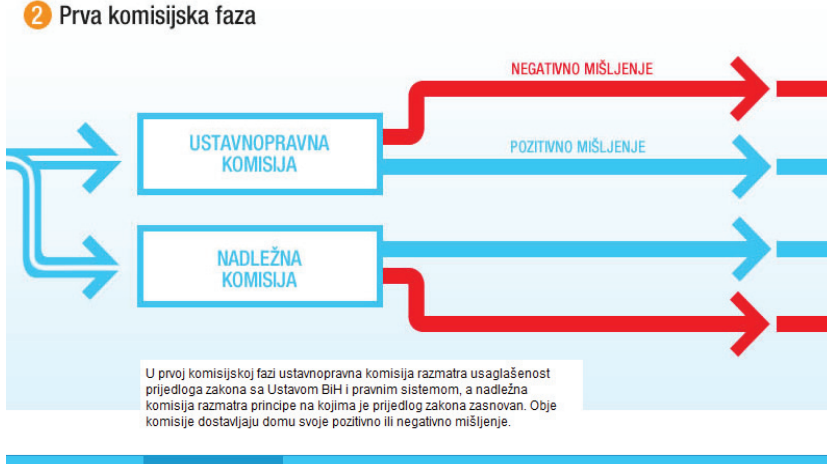 2 Prva komisijska faza
NEGATIVNO MIŠLJENJE
USTAVNOPRAVNA
KOMISIJA
POZITIVNO MIŠLJENJE
NADLEŽNA
KOMISIJA
U prvoj komisijskoj fazi ustavnopravna komisija razmatra usaglašenost
prijedloga zakona sa Ustavom BiH i pravnim sistemom, a nadležna
komisija razmatra principe na kojima je prijedlog zakona zasnovan. Obje
komisije dostavljaju domu svoje pozitivno ili negativno mišljenje.